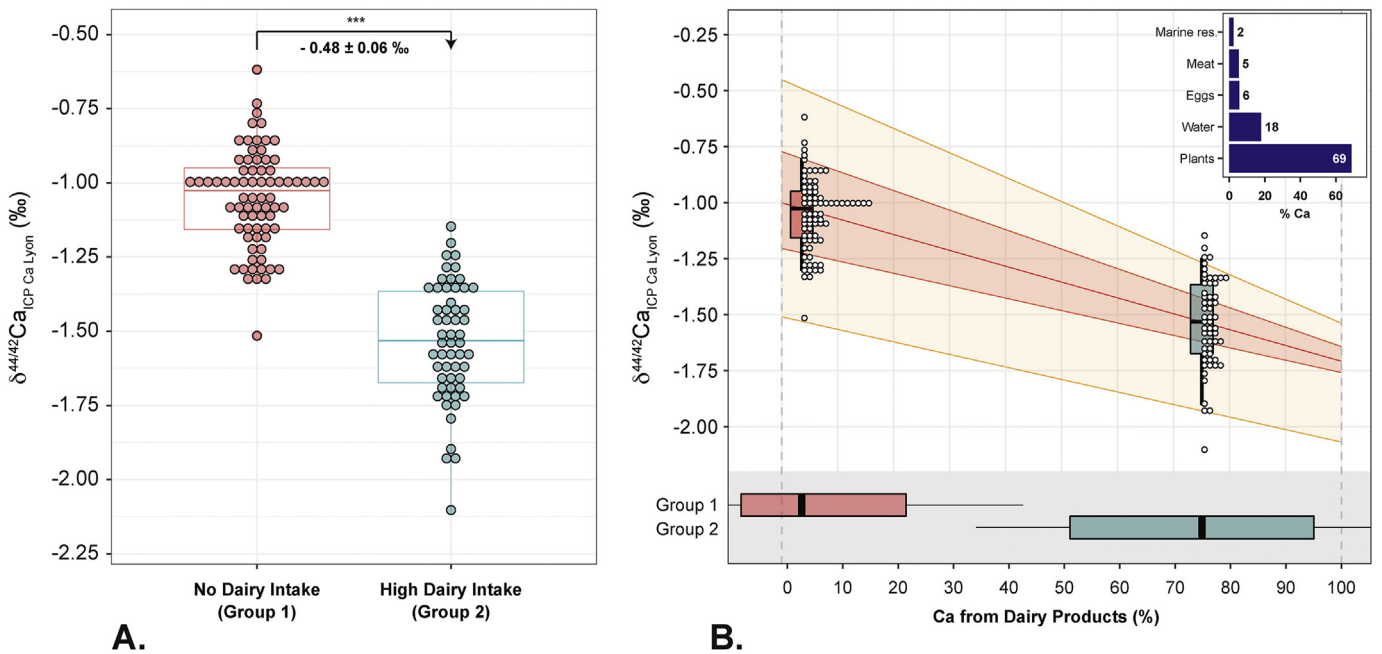 -0.50
-0.75
-1.00
-1.25
-1.50
-1.75
-2.00
-2.25
δ44/42Ca ICP Ca Lyon (‰)
***
- 0.48 ± 0.06 ‰
No Dairy Intake
(Group 1)
High Dairy Intake
(Group 2)
A.
-0.25
-0.50
-0.75
-1.00
-1.25
-1.50
-1.75
-2.00
δ44/42Ca ICP Ca Lyon (‰)
Marine res. 2
Meat 5
Eggs 6
Water 18
Plants 69
0 20 40 60
% Ca
Group 1
Group 2
0 10 20 30 40 50 60 70 80 90 100
Ca from Dairy Products (%)
B.